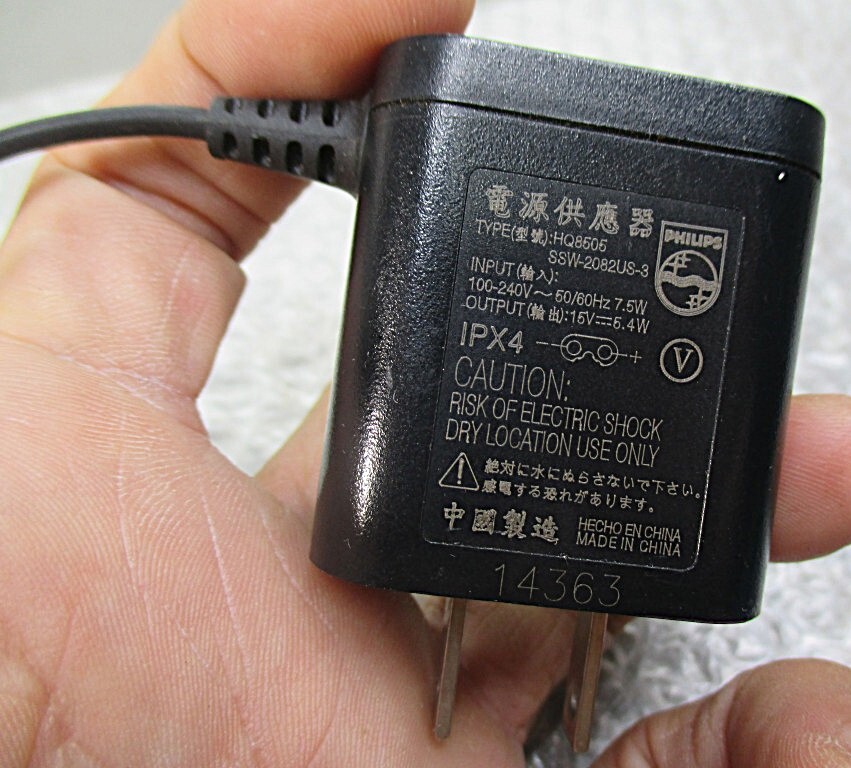 電源供應器
PHILIPS
TYPE(型號):HQ8505
SSW-2082US-3
INPUT(輸入):
100-240V～50/60Hz 7.5W
OUTPUT(輸出):15V⎓5.4W
IPX4 - + V
CAUTION:
RISK OF ELECTRIC SHOCK
DRY LOCATION USE ONLY
絶対に水にぬらさないで下さい。
感電する恐れがあります。
中國製造 HECHO EN CHINA
MADE IN CHINA
14363